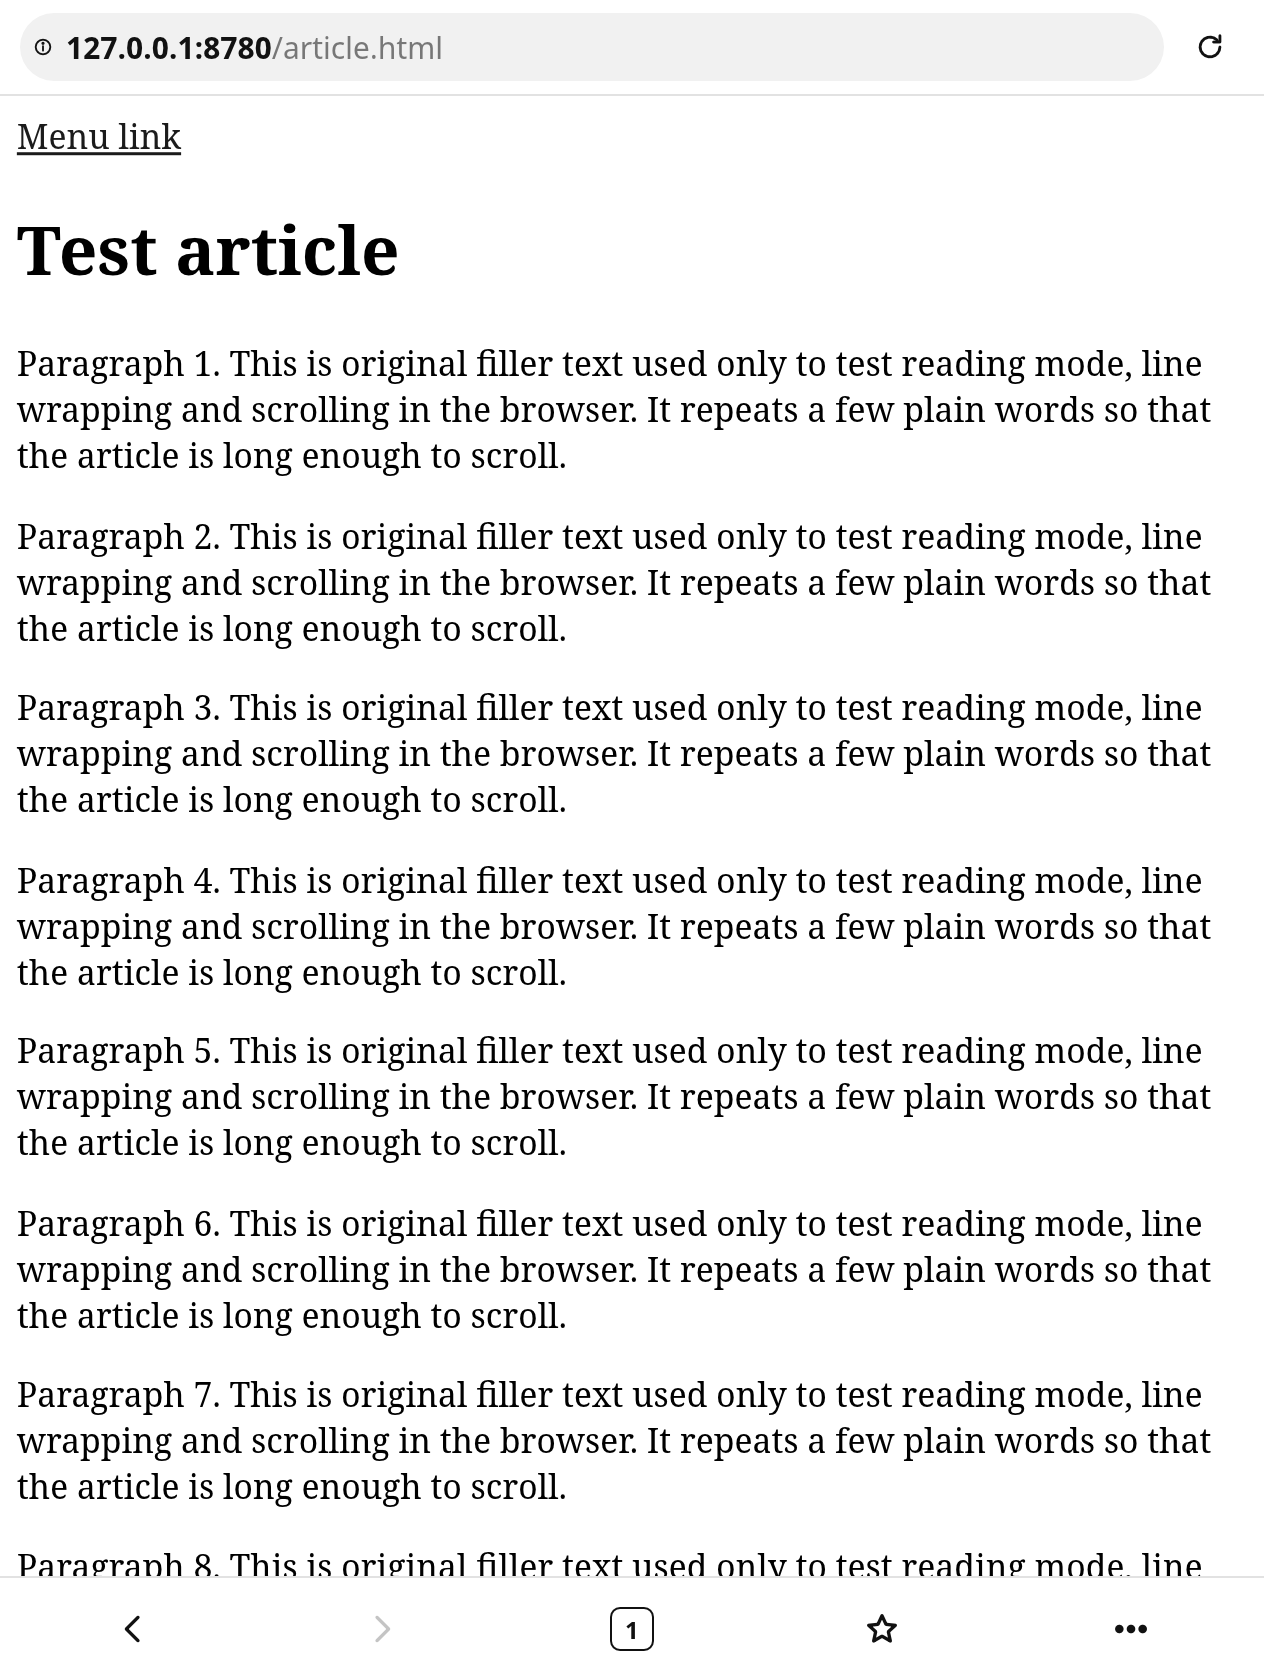 127.0.0.1:8780/article.html
Menu link
Test article
Paragraph 1. This is original filler text used only to test reading mode, line
wrapping and scrolling in the browser. It repeats a few plain words so that
the article is long enough to scroll.
Paragraph 2. This is original filler text used only to test reading mode, line
wrapping and scrolling in the browser. It repeats a few plain words so that
the article is long enough to scroll.
Paragraph 3. This is original filler text used only to test reading mode, line
wrapping and scrolling in the browser. It repeats a few plain words so that
the article is long enough to scroll.
Paragraph 4. This is original filler text used only to test reading mode, line
wrapping and scrolling in the browser. It repeats a few plain words so that
the article is long enough to scroll.
Paragraph 5. This is original filler text used only to test reading mode, line
wrapping and scrolling in the browser. It repeats a few plain words so that
the article is long enough to scroll.
Paragraph 6. This is original filler text used only to test reading mode, line
wrapping and scrolling in the browser. It repeats a few plain words so that
the article is long enough to scroll.
Paragraph 7. This is original filler text used only to test reading mode, line
wrapping and scrolling in the browser. It repeats a few plain words so that
the article is long enough to scroll.
Paragraph 8. This is original filler text used only to test reading mode, line
1